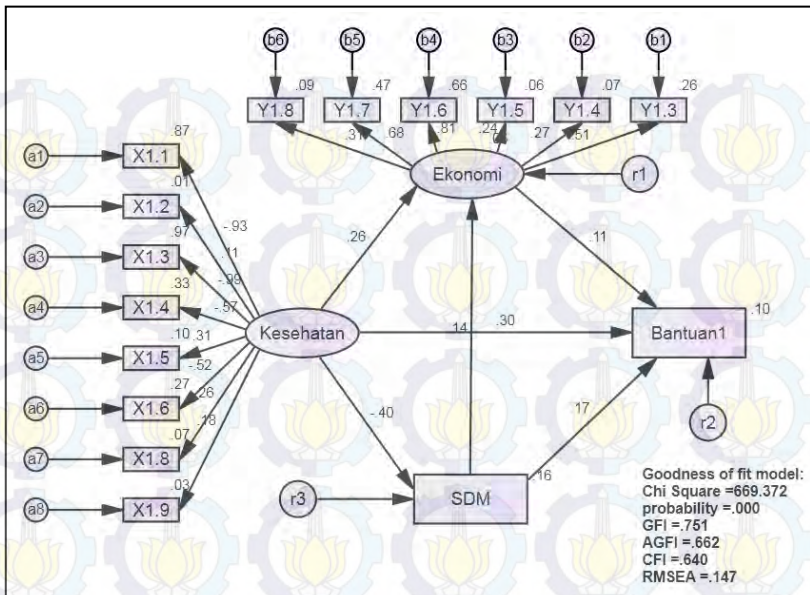 b6 b5 b4 b3 b2 b1
.09 .47 .66 .06 .07 .26
Y1.8 Y1.7 Y1.6 Y1.5 Y1.4 Y1.3
.31 .68 .81 .24 .27 .51
.87
a1 X1.1
Ekonomi r1
.01
a2 X1.2
.97 -.93
a3 X1.3 .11 .26 .11
.33 -.99
a4 X1.4 -.57 .10
.10 .31 Kesehatan .14 .30 Bantuan1
a5 X1.5 -.52
.27 .26
a6 X1.6 .18 -.40 .17
.07 r2
a7 X1.8
.03 r3 SDM .16
a8 X1.9
Goodness of fit model:
Chi Square =669.372
probability =.000
GFI =.751
AGFI =.662
CFI =.640
RMSEA =.147